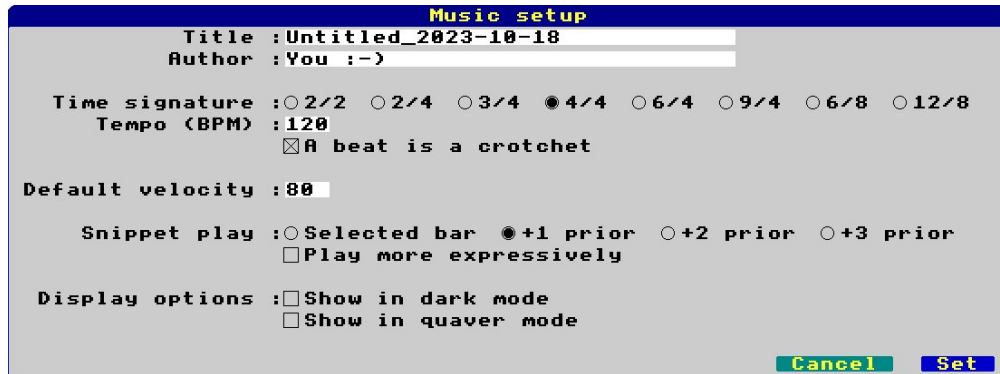 Music setup
Title :Untitled_2023-10-18
Author :You :-)
Time signature :○2/2 ○2/4 ○3/4 ●4/4 ○6/4 ○9/4 ○6/8 ○12/8
Tempo (BPM) :120
☒A beat is a crotchet
Default velocity :80
Snippet play :○Selected bar ●+1 prior ○+2 prior ○+3 prior
☐Play more expressively
Display options :☐Show in dark mode
☐Show in quaver mode
Cancel Set